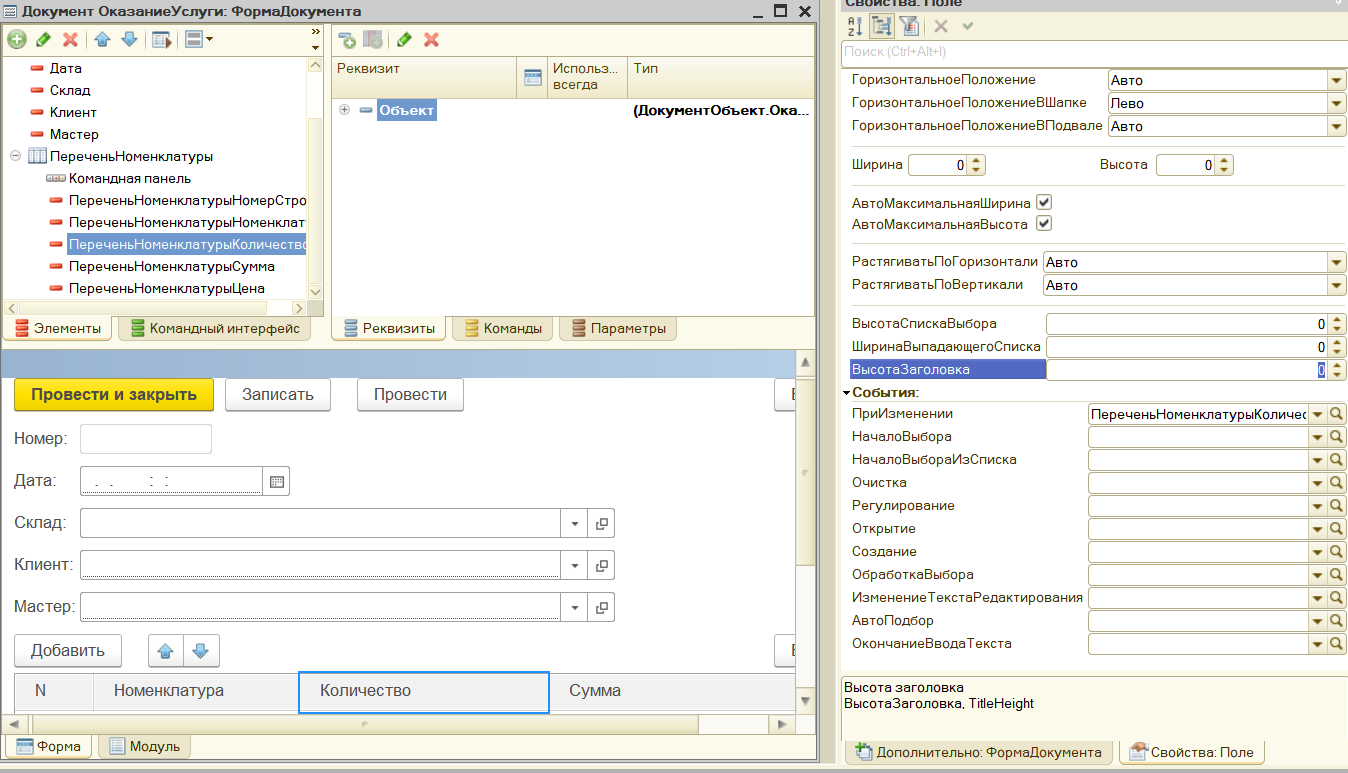 Документ ОказаниеУслуги: ФормаДокумента
Дата
Склад
Клиент
Мастер
ПереченьНоменклатуры
Командная панель
ПереченьНоменклатурыНомерСтро
ПереченьНоменклатурыНоменклат
ПереченьНоменклатурыКоличество
ПереченьНоменклатурыСумма
ПереченьНоменклатурыЦена
Элементы
Командный интерфейс
Реквизит
Использ... всегда
Тип
Объект
(ДокументОбъект.Ока...
Реквизиты
Команды
Параметры
Провести и закрыть
Записать
Провести
Номер:
Дата:
. . : :
Склад:
Клиент:
Мастер:
Добавить
N
Номенклатура
Количество
Сумма
Форма
Модуль
Свойства: Поле
Поиск (Ctrl+Alt+I)
ГоризонтальноеПоложение
Авто
ГоризонтальноеПоложениеВШапке
Лево
ГоризонтальноеПоложениеВПодвале
Авто
Ширина
0
Высота
0
АвтоМаксимальнаяШирина
АвтоМаксимальнаяВысота
РастягиватьПоГоризонтали
Авто
РастягиватьПоВертикали
Авто
ВысотаСпискаВыбора
0
ШиринаВыпадающегоСписка
0
ВысотаЗаголовка
0
События:
ПриИзменении
ПереченьНоменклатурыКоличес
НачалоВыбора
НачалоВыбораИзСписка
Очистка
Регулирование
Открытие
Создание
ОбработкаВыбора
ИзменениеТекстаРедактирования
АвтоПодбор
ОкончаниеВводаТекста
Высота заголовка
ВысотаЗаголовка, TitleHeight
Дополнительно: ФормаДокумента
Свойства: Поле